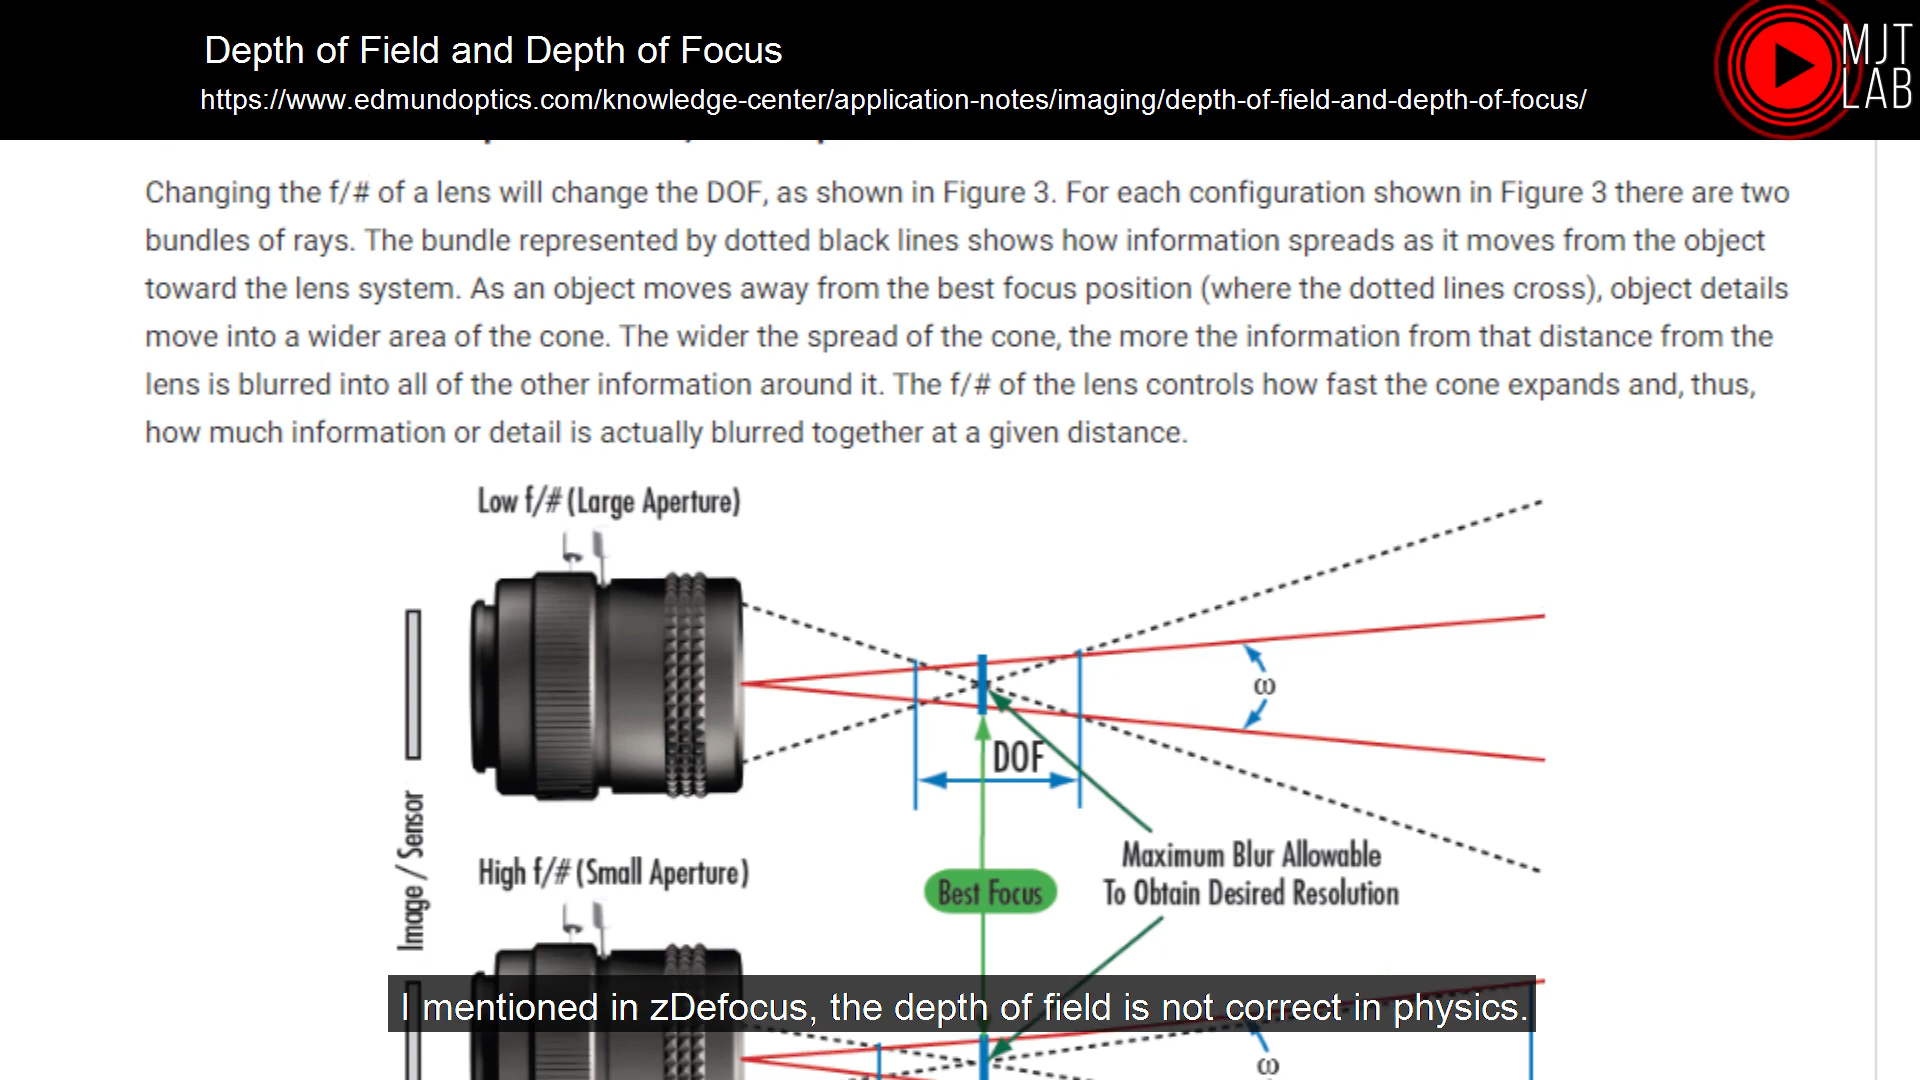 Depth of Field and Depth of Focus
https://www.edmundoptics.com/knowledge-center/application-notes/imaging/depth-of-field-and-depth-of-focus/
MJT
LAB
Changing the f/# of a lens will change the DOF, as shown in Figure 3. For each configuration shown in Figure 3 there are two
bundles of rays. The bundle represented by dotted black lines shows how information spreads as it moves from the object
toward the lens system. As an object moves away from the best focus position (where the dotted lines cross), object details
move into a wider area of the cone. The wider the spread of the cone, the more the information from that distance from the
lens is blurred into all of the other information around it. The f/# of the lens controls how fast the cone expands and, thus,
how much information or detail is actually blurred together at a given distance.
Low f/# (Large Aperture)
ω
DOF
Image / Sensor
Maximum Blur Allowable
To Obtain Desired Resolution
High f/# (Small Aperture)
Best Focus
I mentioned in zDefocus, the depth of field is not correct in physics.
ω